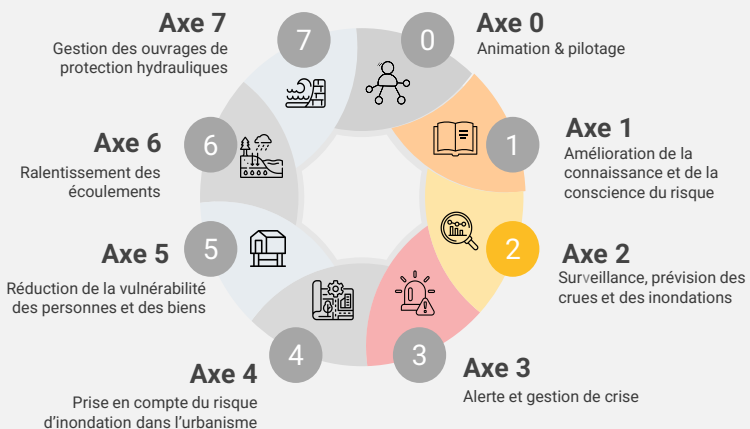 Axe 7
Gestion des ouvrages de
protection hydrauliques
7
0
Axe 0
Animation & pilotage
Axe 6
Ralentissement des
écoulements
6
1
Axe 1
Amélioration de la
connaissance et de la
conscience du risque
Axe 5
Réduction de la vulnérabilité
des personnes et des biens
5
2
Axe 2
Surveillance, prévision des
crues et des inondations
Axe 4
Prise en compte du risque
d'inondation dans l'urbanisme
4
3
Axe 3
Alerte et gestion de crise